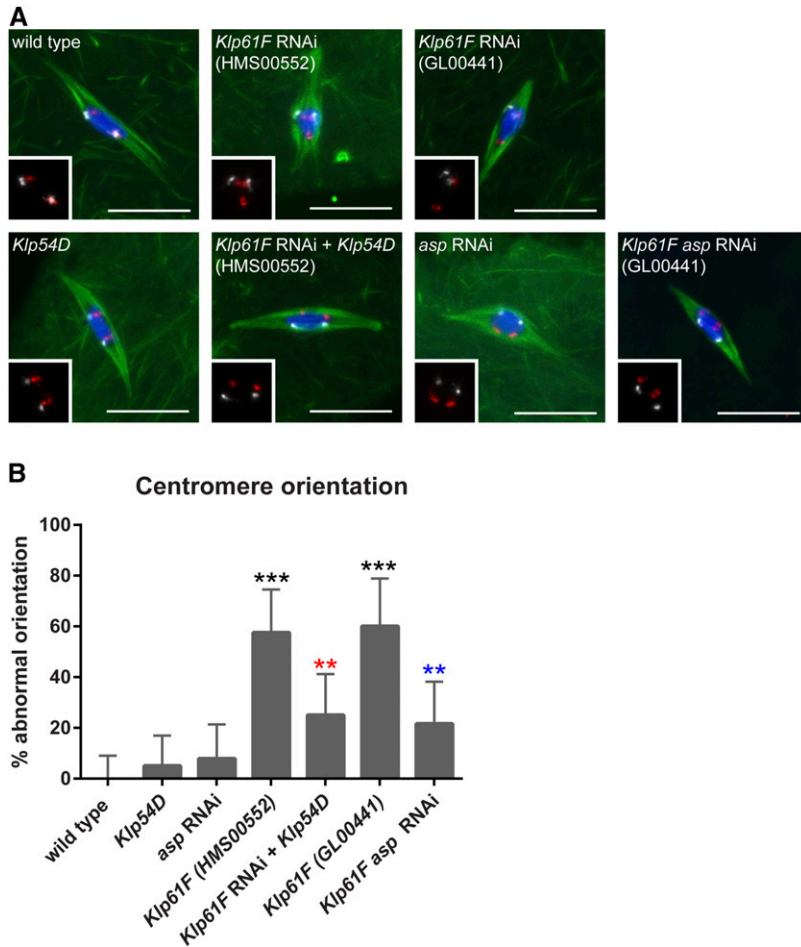 A
wild type
Klp61F RNAi
(HMS00552)
Klp61F RNAi
(GL00441)
Klp54D
Klp61F RNAi + Klp54D
(HMS00552)
asp RNAi
Klp61F asp RNAi
(GL00441)
B
Centromere orientation
% abnormal orientation
100
80
60
40
20
0
***
**
***
**
wild type
Klp54D
asp RNAi
Klp61F (HMS00552)
Klp61F RNAi + Klp54D
Klp61F (GL00441)
Klp61F asp RNAi